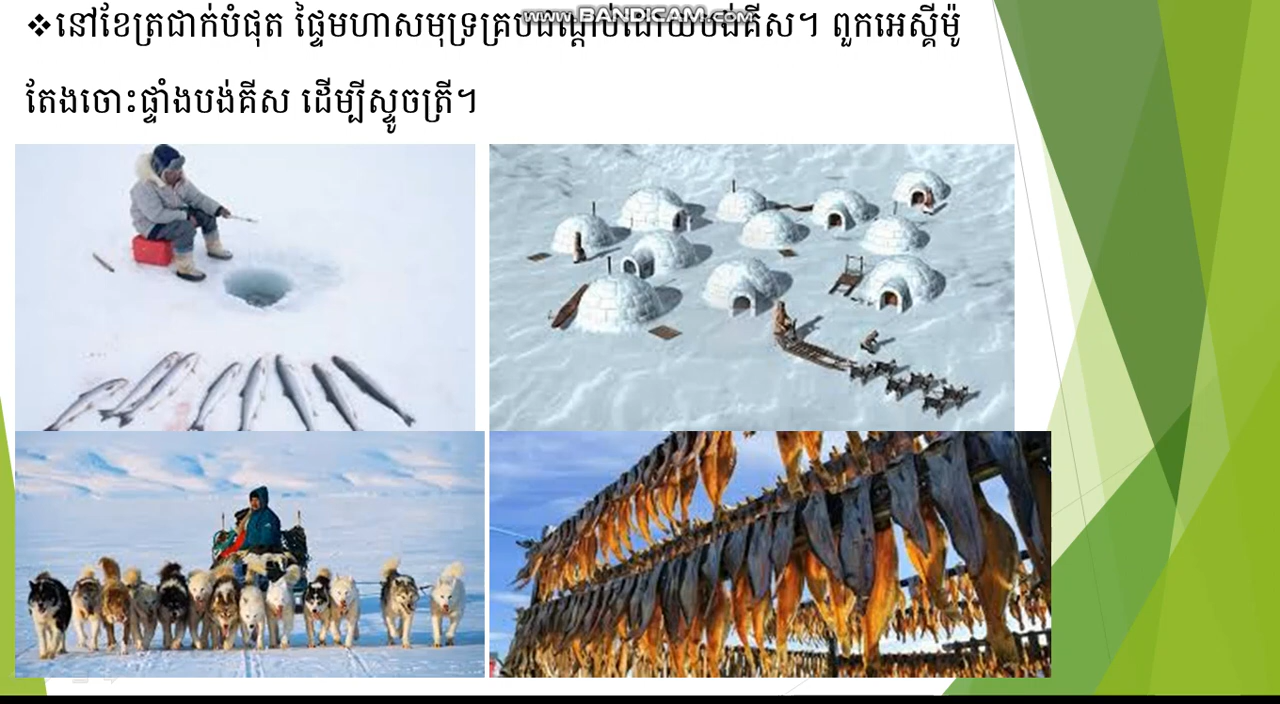 www.BANDICAM.com
❖នៅខែត្រជាក់បំផុត ផ្ទៃមហាសមុទ្រគ្របដណ្តប់ដោយបង់គីស។ ពួកអេស្គីម៉ូ
តែងចោះផ្ទាំងបង់គីស ដើម្បីស្ទូចត្រី។